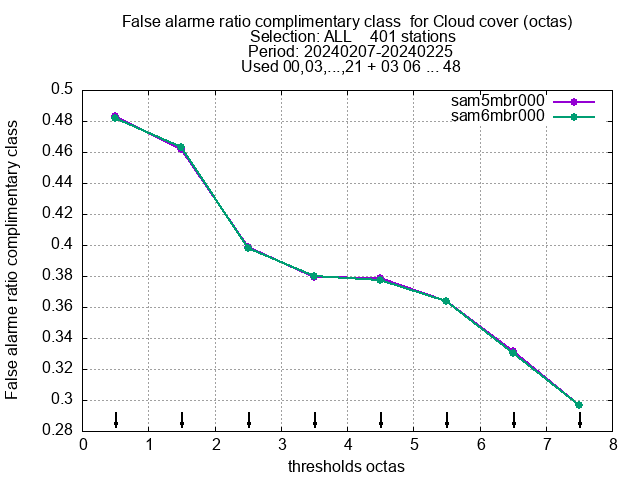 False alarme ratio complimentary class  for Cloud cover (octas)
Selection: ALL    401 stations
Period: 20240207-20240225
Used 00,03,...,21 + 03 06 ... 48
sam5mbr000
sam6mbr000
0.5
0.48
0.46
0.44
0.42
0.4
0.38
0.36
0.34
0.32
0.3
0.28
False alarme ratio complimentary class
0 1 2 3 4 5 6 7 8
thresholds octas